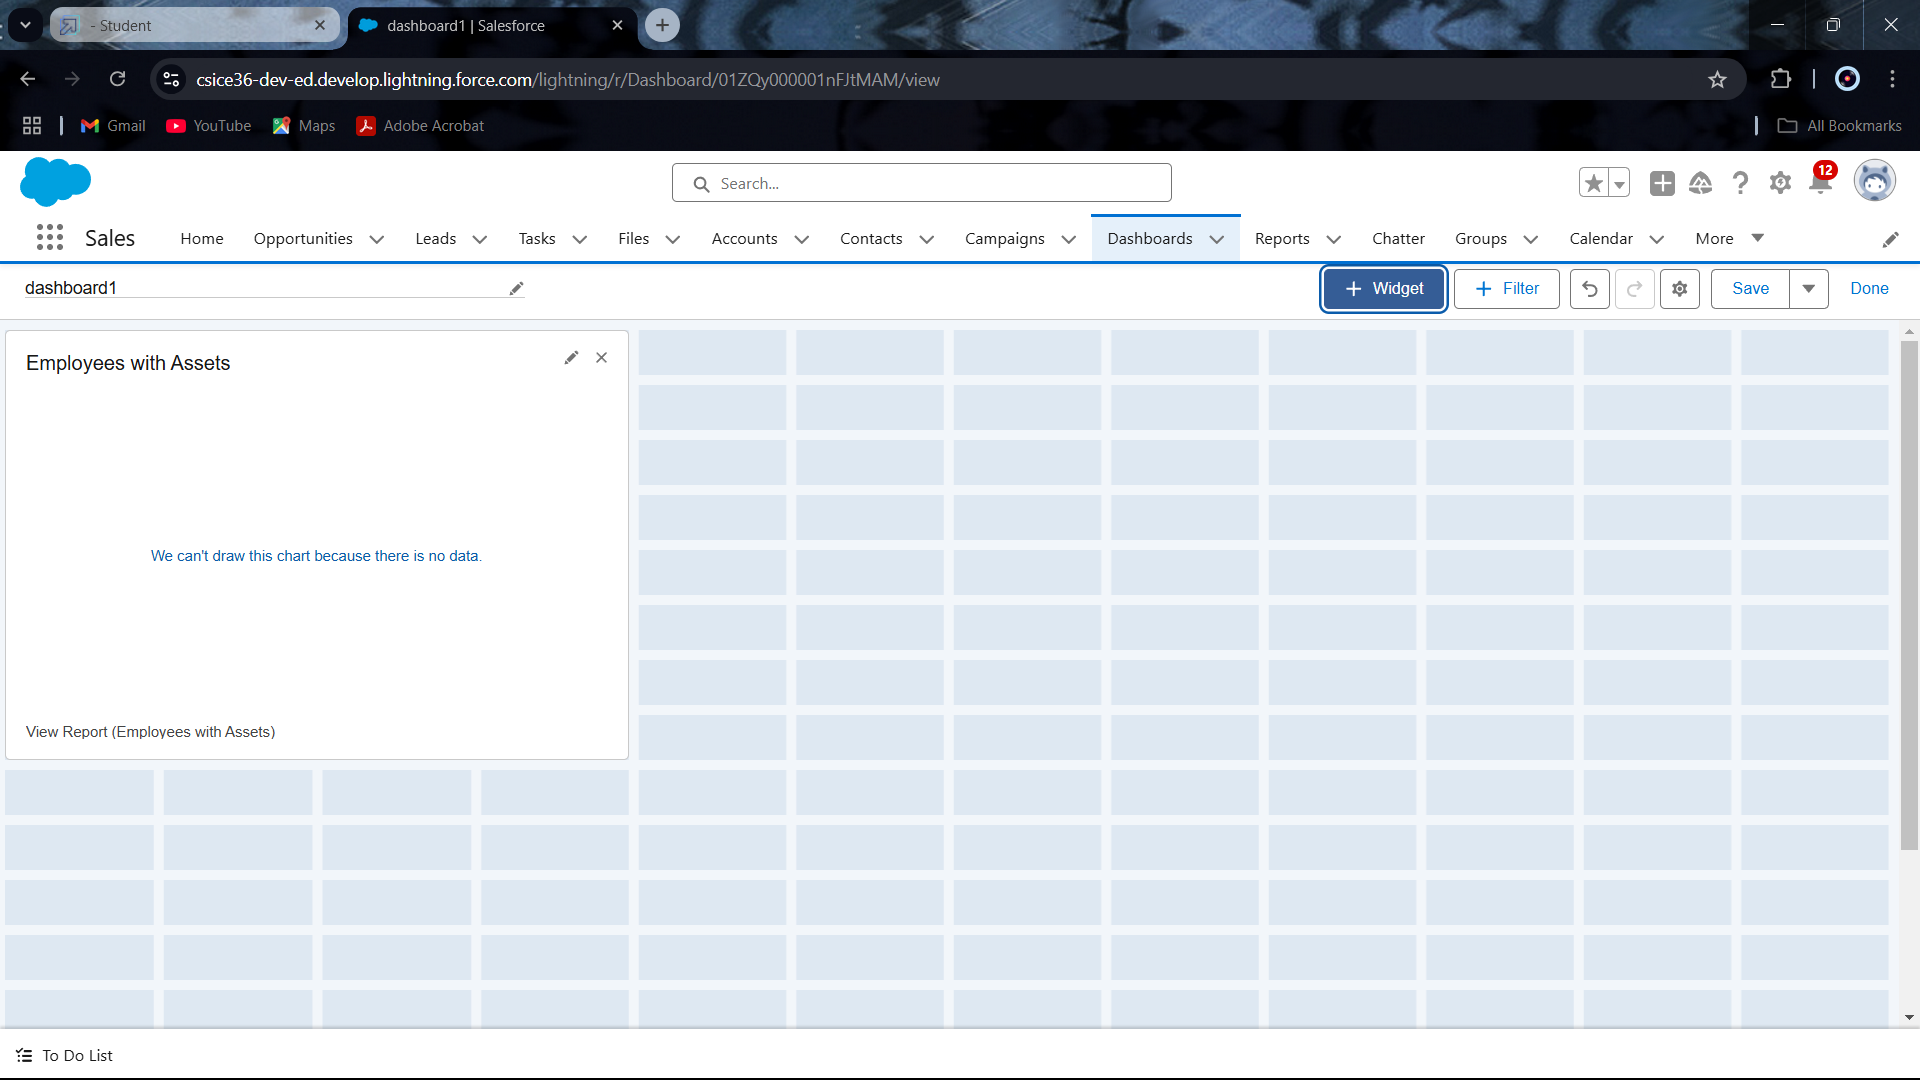 - Student
dashboard1 | Salesforce
csice36-dev-ed.develop.lightning.force.com/lightning/r/Dashboard/01ZQy000001nFJtMAM/view
Gmail
YouTube
Maps
Adobe Acrobat
All Bookmarks
Search...
12
Sales
Home
Opportunities
Leads
Tasks
Files
Accounts
Contacts
Campaigns
Dashboards
Reports
Chatter
Groups
Calendar
More
dashboard1
+ Widget
+ Filter
Save
Done
Employees with Assets
We can't draw this chart because there is no data.
View Report (Employees with Assets)
To Do List